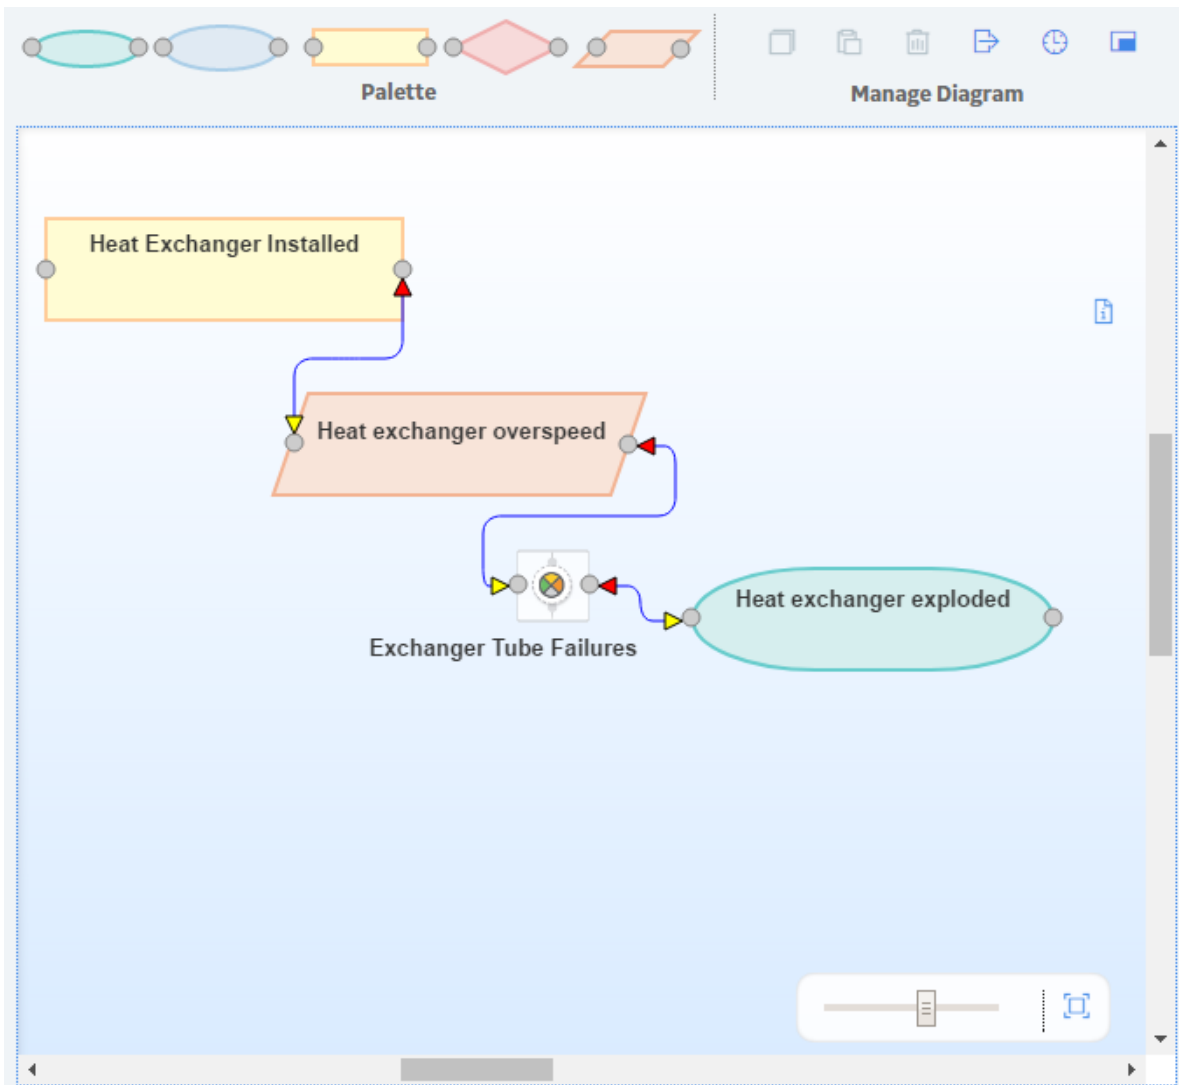 Palette
Manage Diagram
Heat Exchanger Installed
Heat exchanger overspeed
Heat exchanger exploded
Exchanger Tube Failures